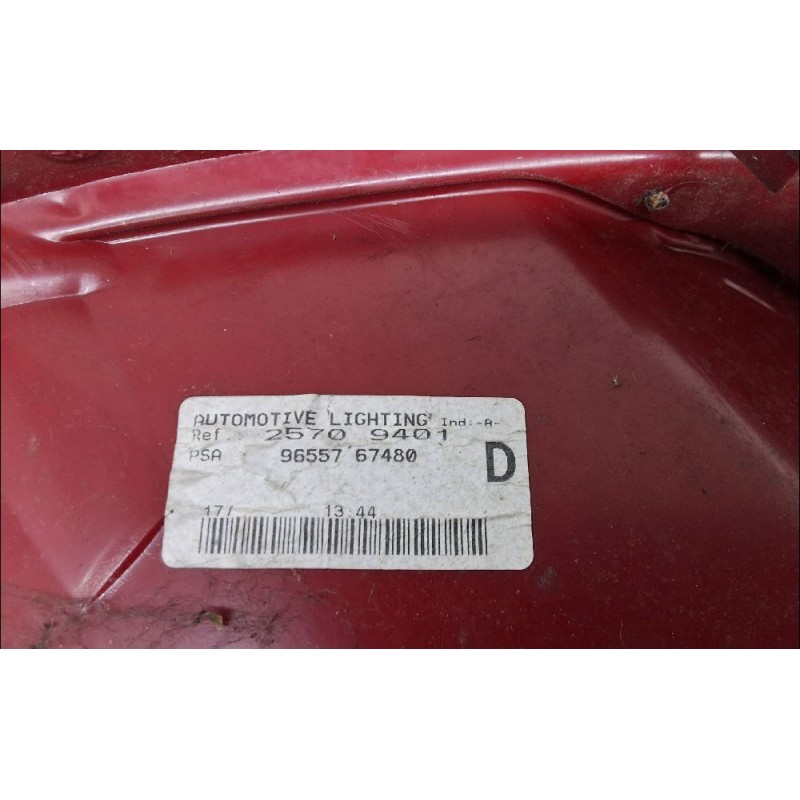 AUTOMOTIVE LIGHTING Ind.-A-
Ref. 2570 9401
PSA 96557 67480 D
17/ 13.44